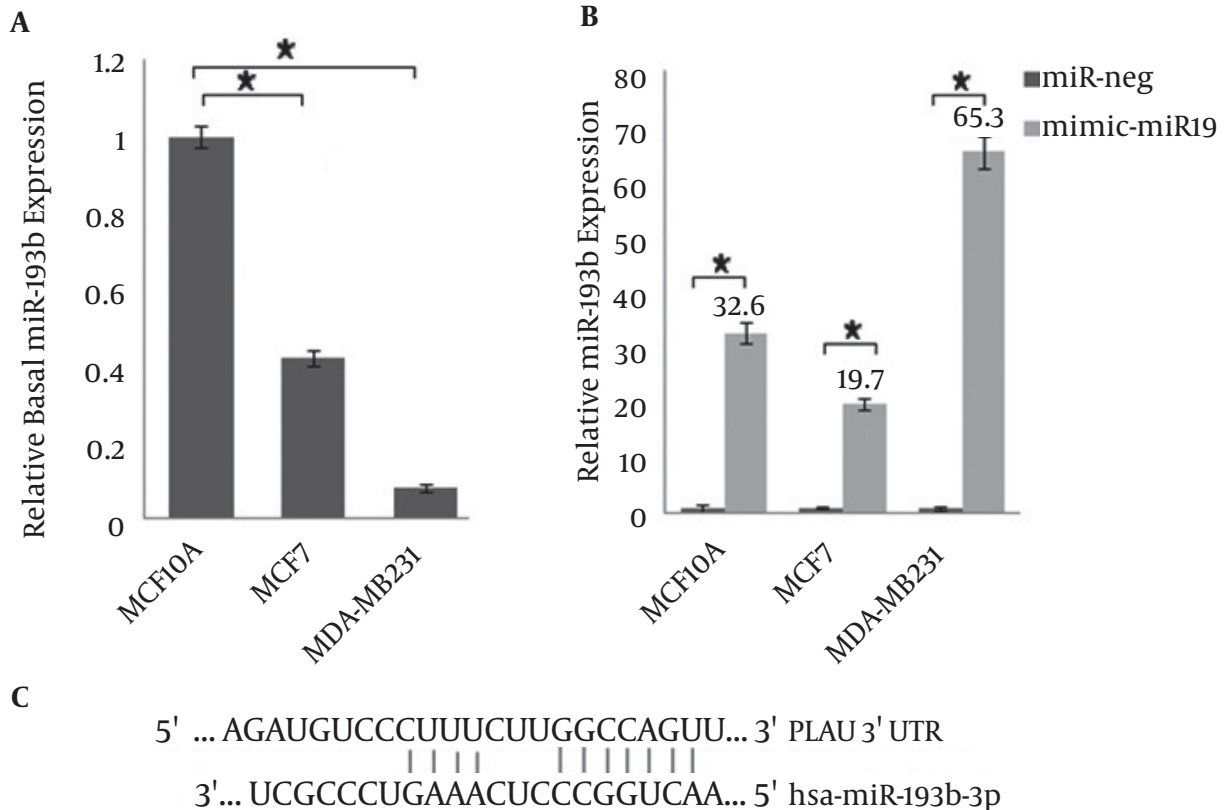 A
Relative Basal miR-193b Expression
12
1
0.8
0.6
0.4
0.2
0
MCF10A
MCF7
MDA-MB231
B
Relative miR-193b Expression
80
70
60
50
40
30
20
10
0
32.6
19.7
65.3
MCF10A
MCF7
MDA-MB231
miR-neg
mimic-miR19
C
5' ... AGAUGUCCCUUUCUUGGCCAGUU... 3' PLAU 3' UTR
3'... UCGCCCUGAAACUCCCGGUCAA... 5' hsa-miR-193b-3p